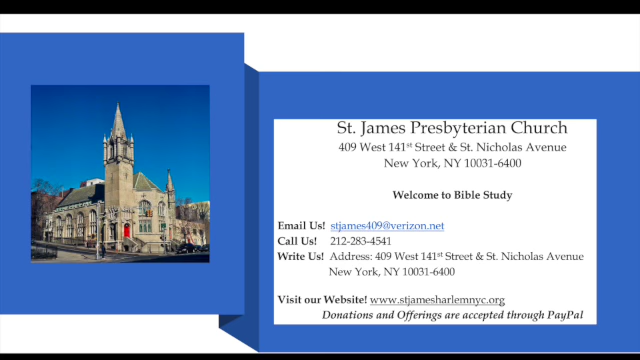 St. James Presbyterian Church
409 West 141st Street & St. Nicholas Avenue
New York, NY 10031-6400
Welcome to Bible Study
Email Us! stjames409@verizon.net
Call Us! 212-283-4541
Write Us! Address: 409 West 141st Street & St. Nicholas Avenue
New York, NY 10031-6400
Visit our Website! www.stjamesharlemnyc.org
Donations and Offerings are accepted through PayPal